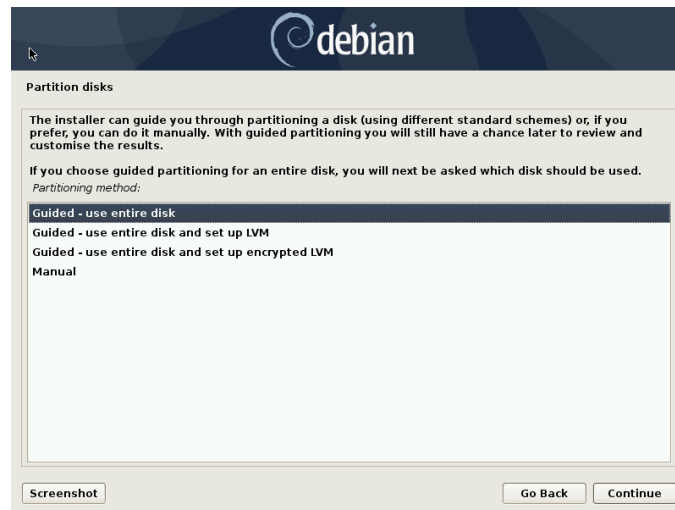 debian
Partition disks
The installer can guide you through partitioning a disk (using different standard schemes) or, if you
prefer, you can do it manually. With guided partitioning you will still have a chance later to review and
customise the results.
If you choose guided partitioning for an entire disk, you will next be asked which disk should be used.
Partitioning method:
Guided - use entire disk
Guided - use entire disk and set up LVM
Guided - use entire disk and set up encrypted LVM
Manual
Screenshot
Go Back
Continue